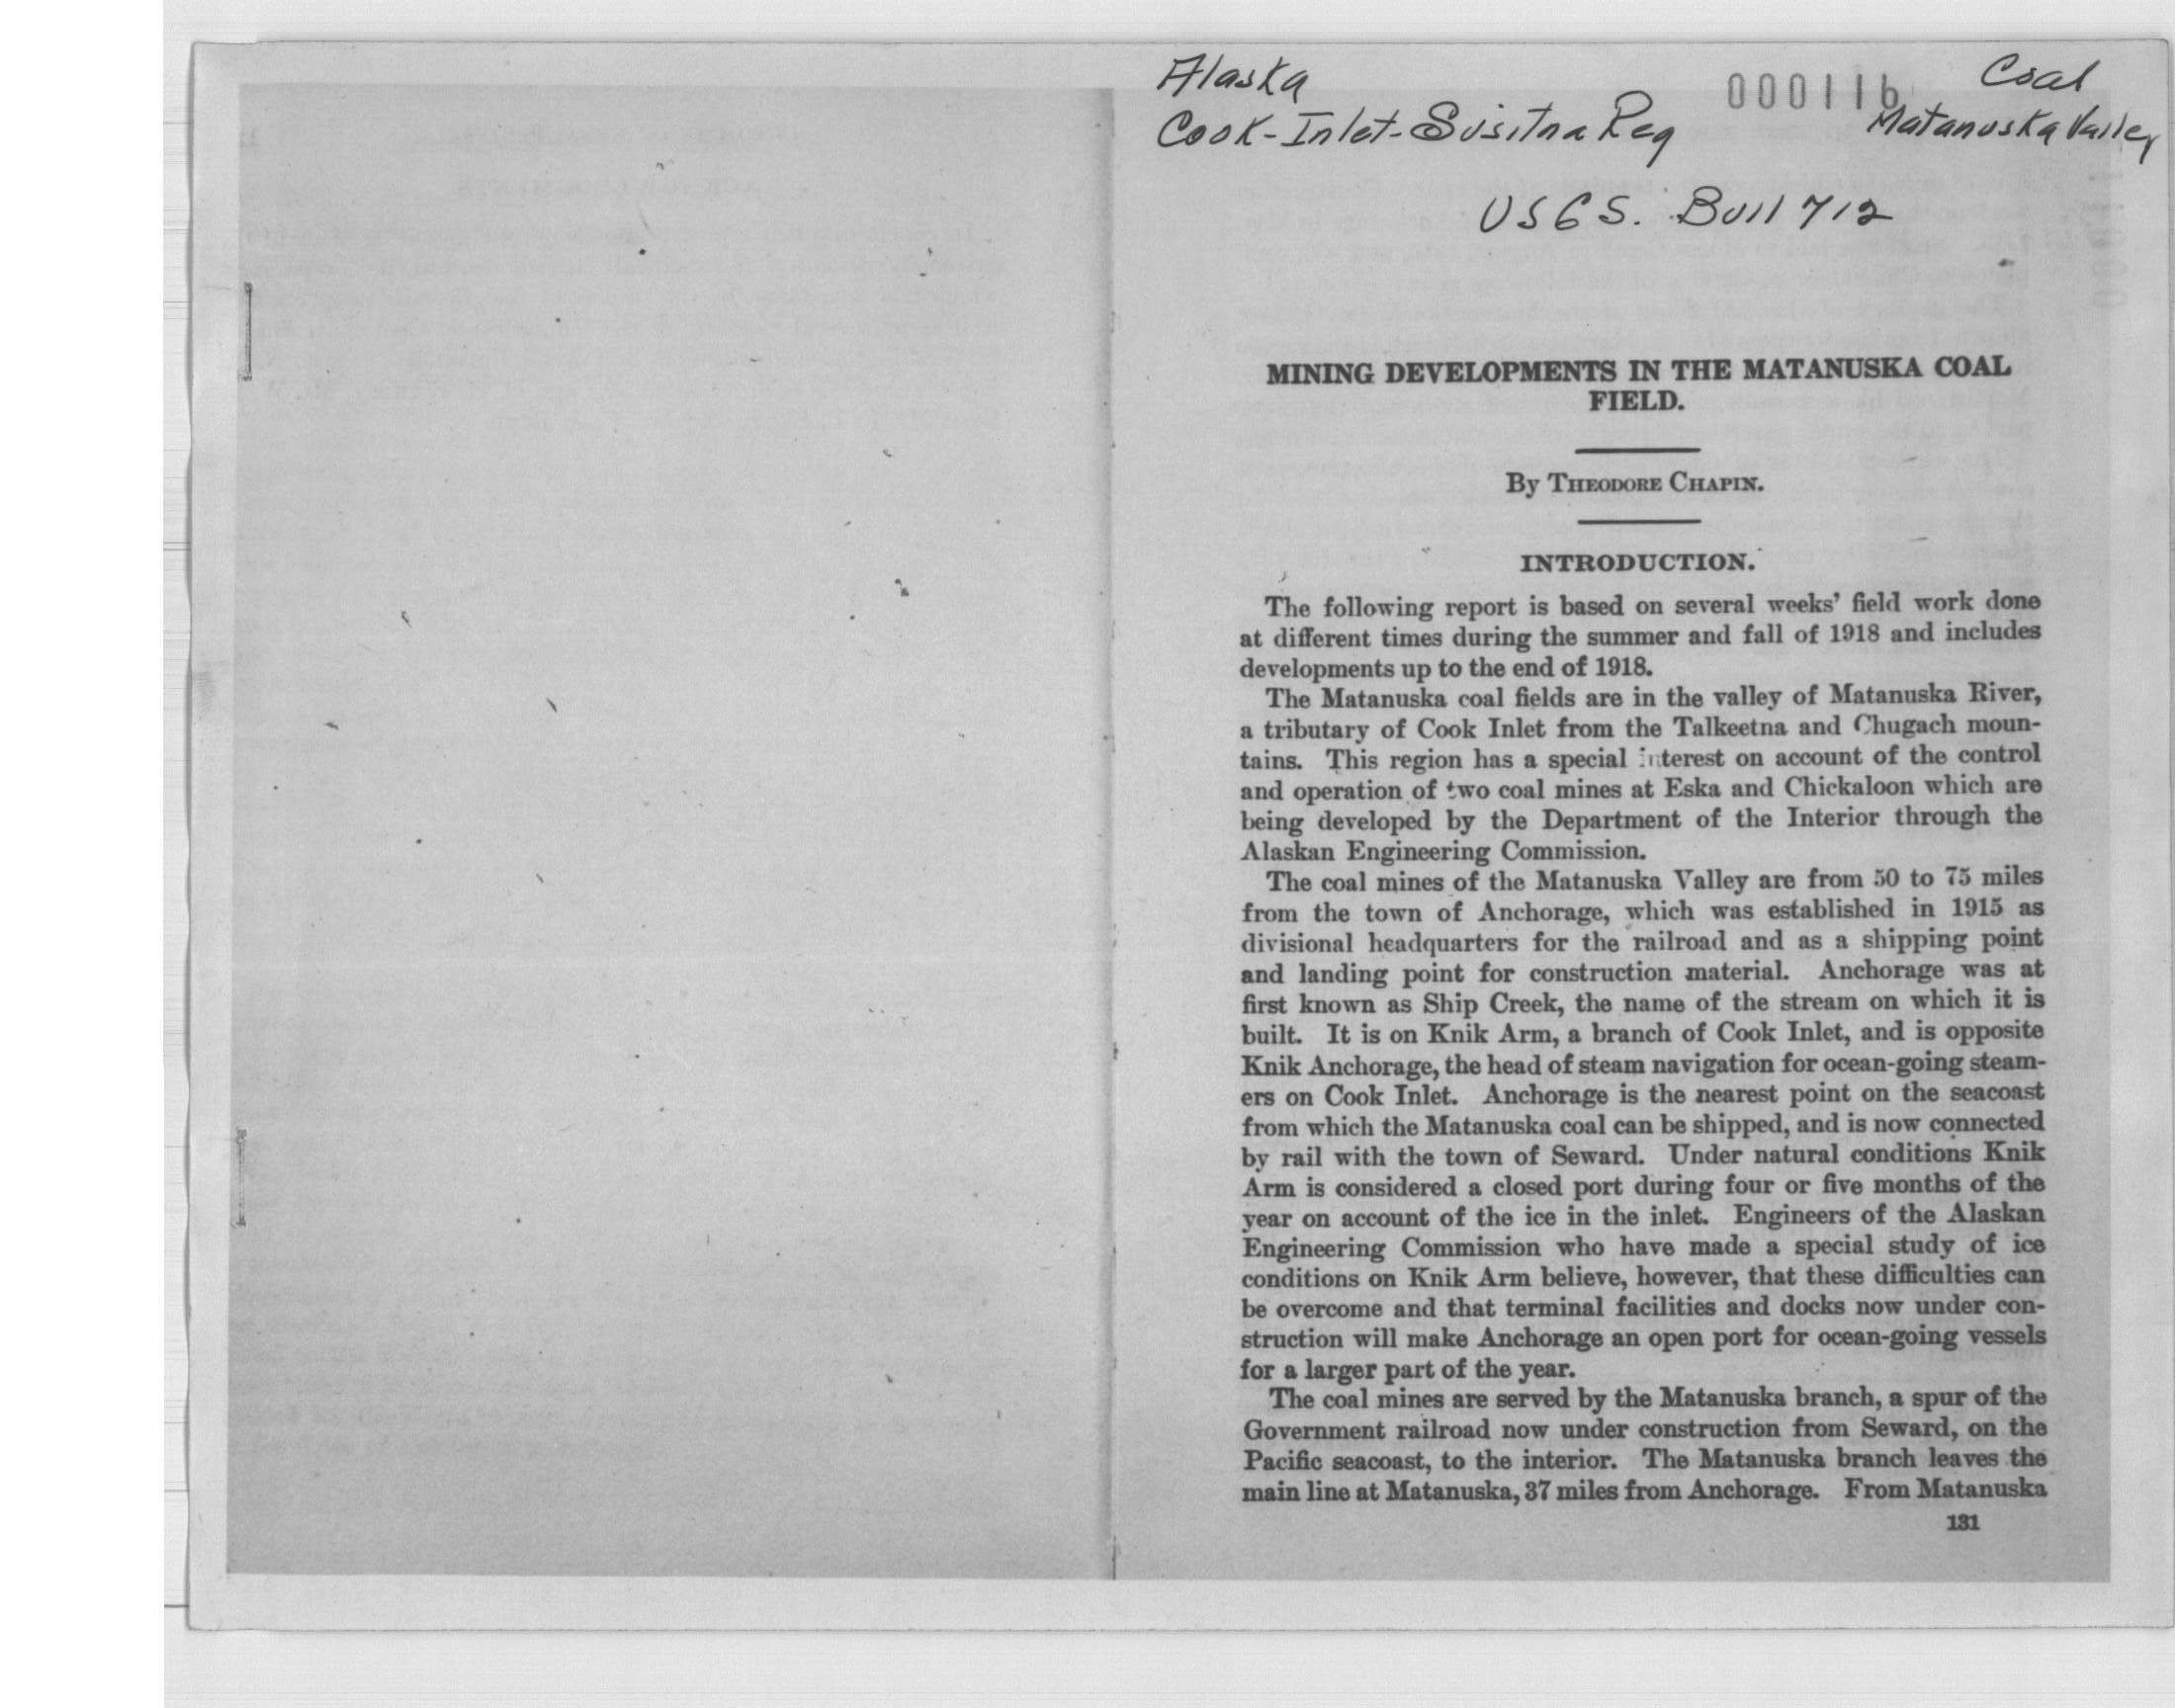 Alaska
Cook-Inlet-Susitna Reg
000116
Coal
Matanuska Valley
USGS. Bull 712
MINING DEVELOPMENTS IN THE MATANUSKA COAL
FIELD.
By THEODORE CHAPIN.
INTRODUCTION.
The following report is based on several weeks' field work done
at different times during the summer and fall of 1918 and includes
developments up to the end of 1918.
The Matanuska coal fields are in the valley of Matanuska River,
a tributary of Cook Inlet from the Talkeetna and Chugach moun-
tains. This region has a special interest on account of the control
and operation of two coal mines at Eska and Chickaloon which are
being developed by the Department of the Interior through the
Alaskan Engineering Commission.
The coal mines of the Matanuska Valley are from 50 to 75 miles
from the town of Anchorage, which was established in 1915 as
divisional headquarters for the railroad and as a shipping point
and landing point for construction material. Anchorage was at
first known as Ship Creek, the name of the stream on which it is
built. It is on Knik Arm, a branch of Cook Inlet, and is opposite
Knik Anchorage, the head of steam navigation for ocean-going steam-
ers on Cook Inlet. Anchorage is the nearest point on the seacoast
from which the Matanuska coal can be shipped, and is now connected
by rail with the town of Seward. Under natural conditions Knik
Arm is considered a closed port during four or five months of the
year on account of the ice in the inlet. Engineers of the Alaskan
Engineering Commission who have made a special study of ice
conditions on Knik Arm believe, however, that these difficulties can
be overcome and that terminal facilities and docks now under con-
struction will make Anchorage an open port for ocean-going vessels
for a larger part of the year.
The coal mines are served by the Matanuska branch, a spur of the
Government railroad now under construction from Seward, on the
Pacific seacoast, to the interior. The Matanuska branch leaves the
main line at Matanuska, 37 miles from Anchorage. From Matanuska
131